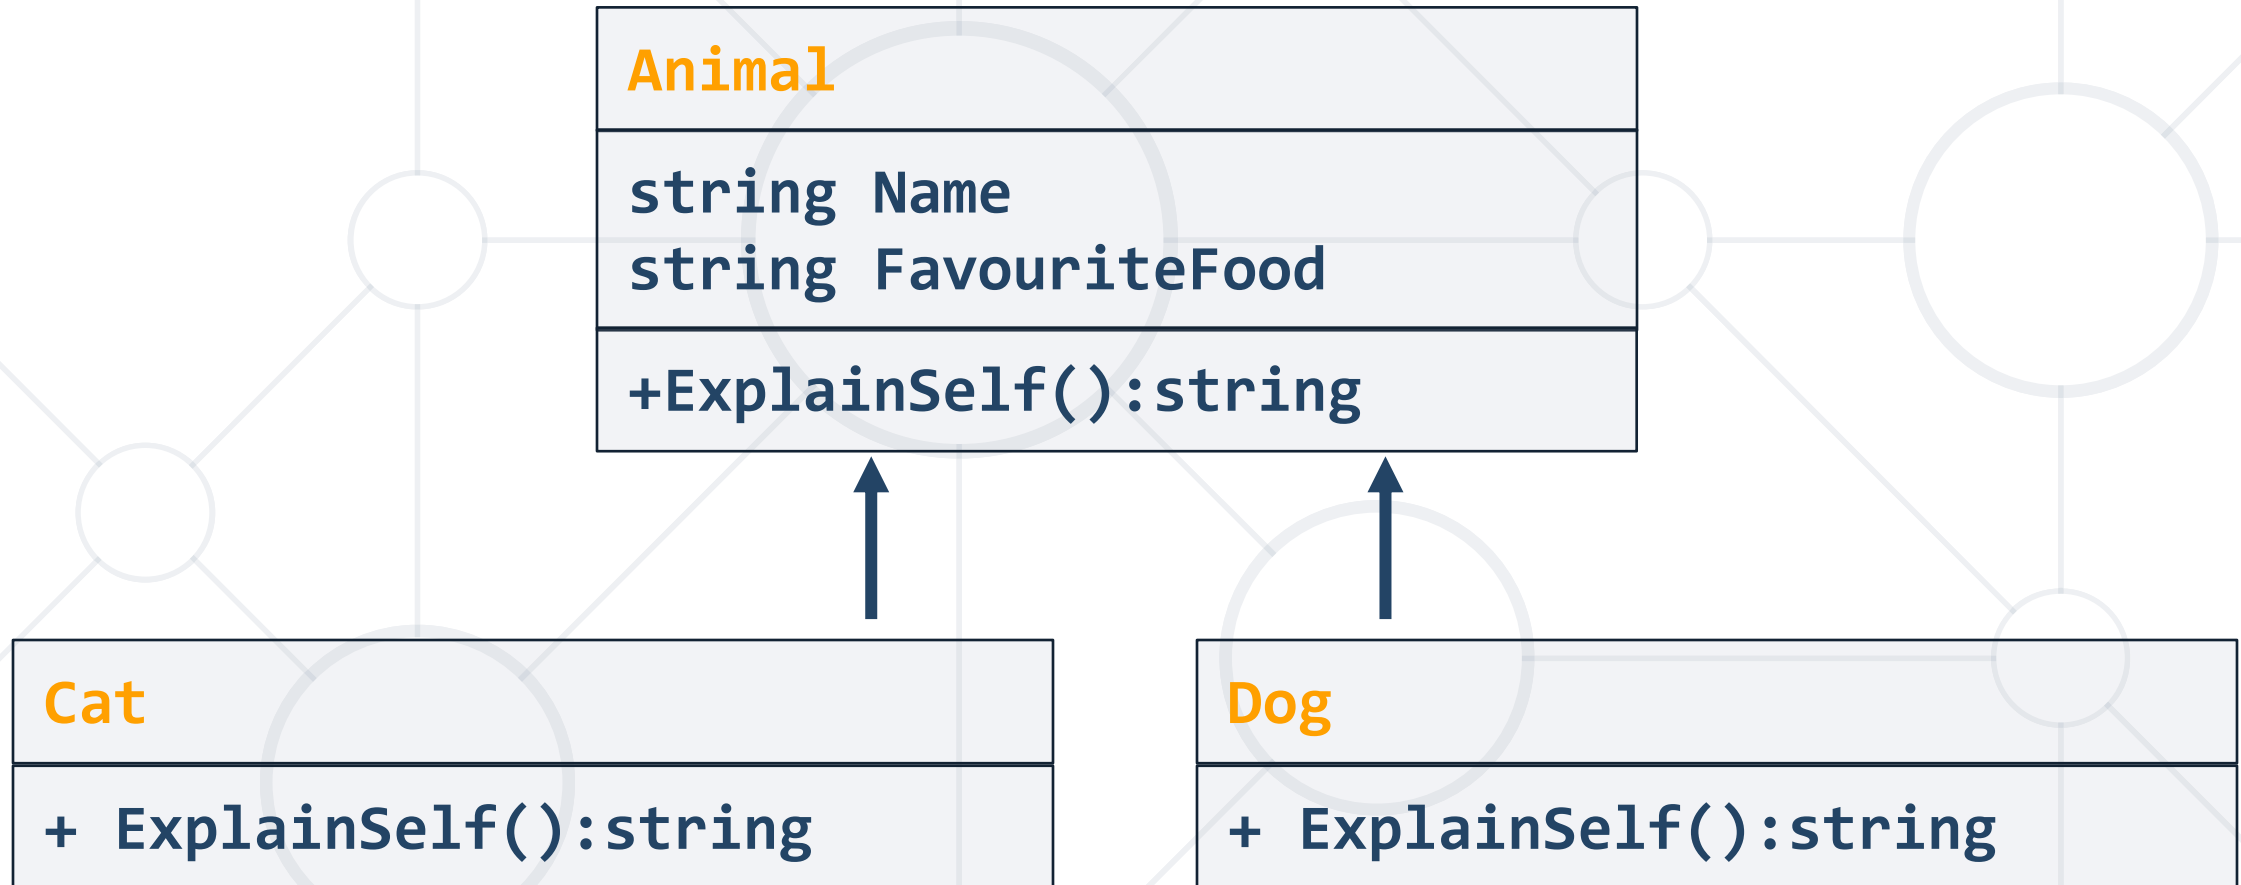 Animal
string Name
string FavouriteFood
+ExplainSelf():string
Cat
+ ExplainSelf():string
Dog
+ ExplainSelf():string